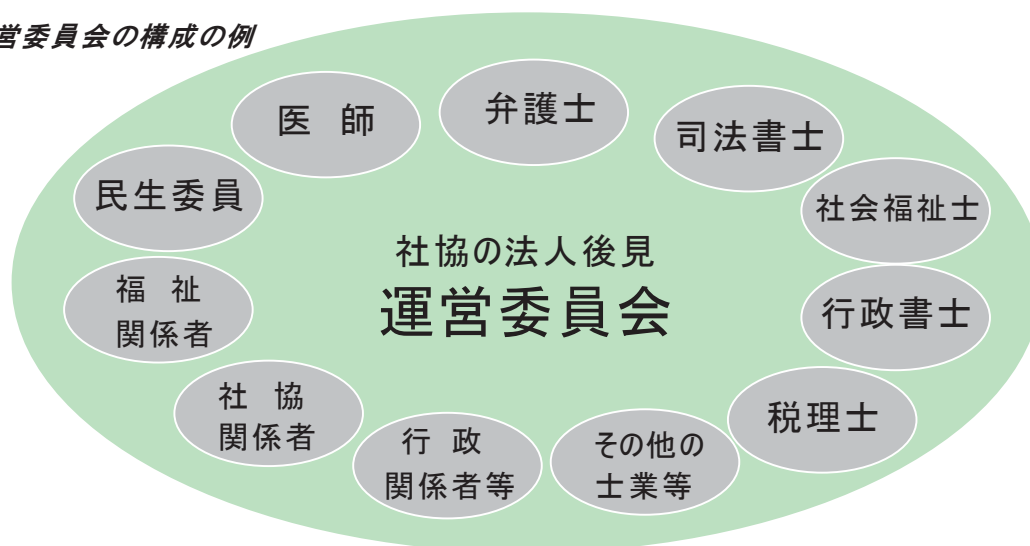 営委員会の構成の例
医 師
弁護士
司法書士
民生委員
社会福祉士
社協の法人後見
運営委員会
福 祉
関係者
行政書士
社 協
関係者
税理士
行 政
関係者等
その他の
士業等